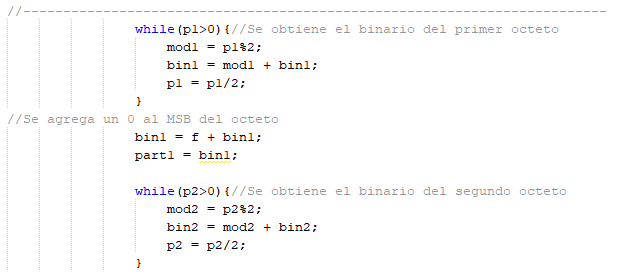 //-------------------------------------------------------------------------
while(p1>0){//Se obtiene el binario del primer octeto
mod1 = p1%2;
bin1 = mod1 + bin1;
p1 = p1/2;
}
//Se agrega un 0 al MSB del octeto
bin1 = f + bin1;
part1 = bin1;
while(p2>0){//Se obtiene el binario del segundo octeto
mod2 = p2%2;
bin2 = mod2 + bin2;
p2 = p2/2;
}